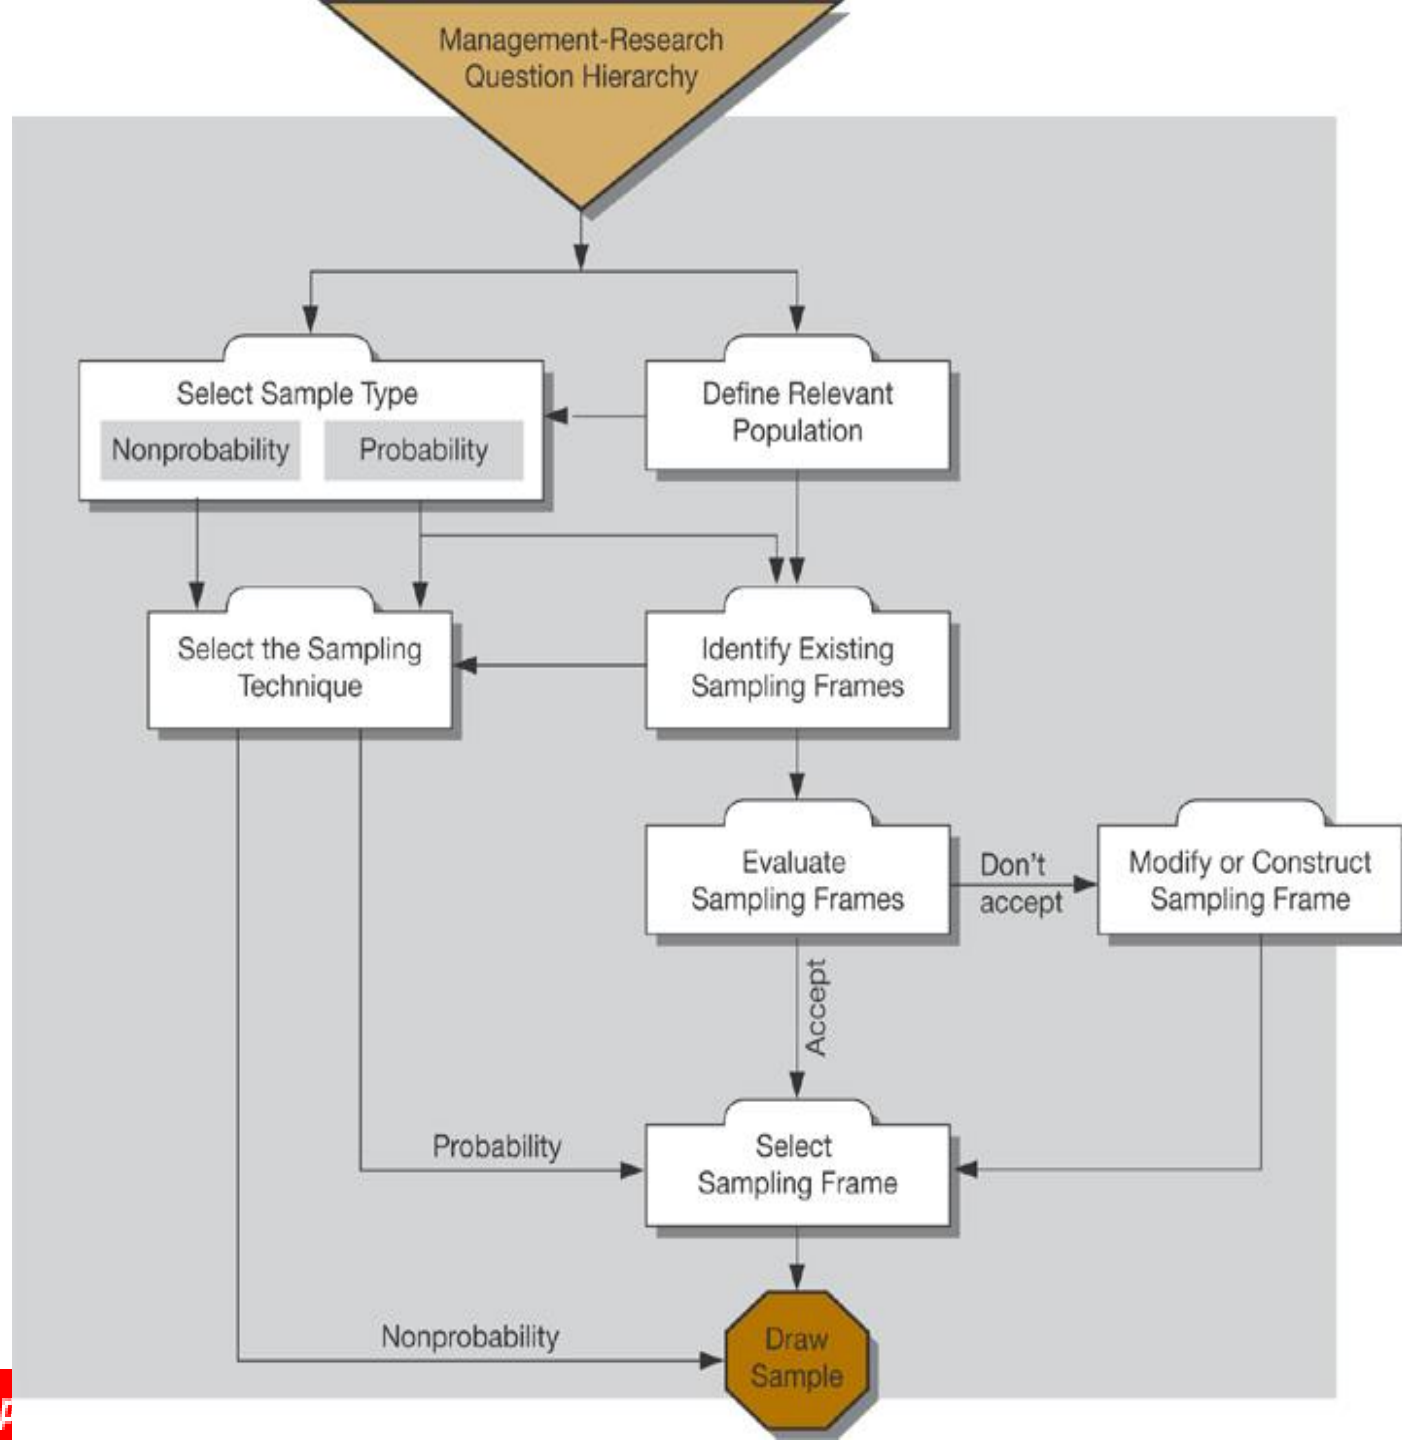 Management-Research
Question Hierarchy
Select Sample Type
Nonprobability
Probability
Define Relevant
Population
Select the Sampling
Technique
Identify Existing
Sampling Frames
Evaluate
Sampling Frames
Don't
accept
Modify or Construct
Sampling Frame
Accept
Probability
Select
Sampling Frame
Nonprobability
Draw
Sample